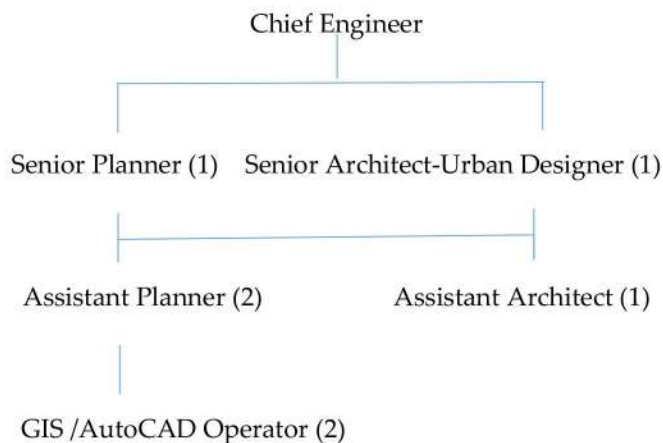 Chief Engineer
Senior Planner (1) Senior Architect-Urban Designer (1)
Assistant Planner (2) Assistant Architect (1)
GIS /AutoCAD Operator (2)